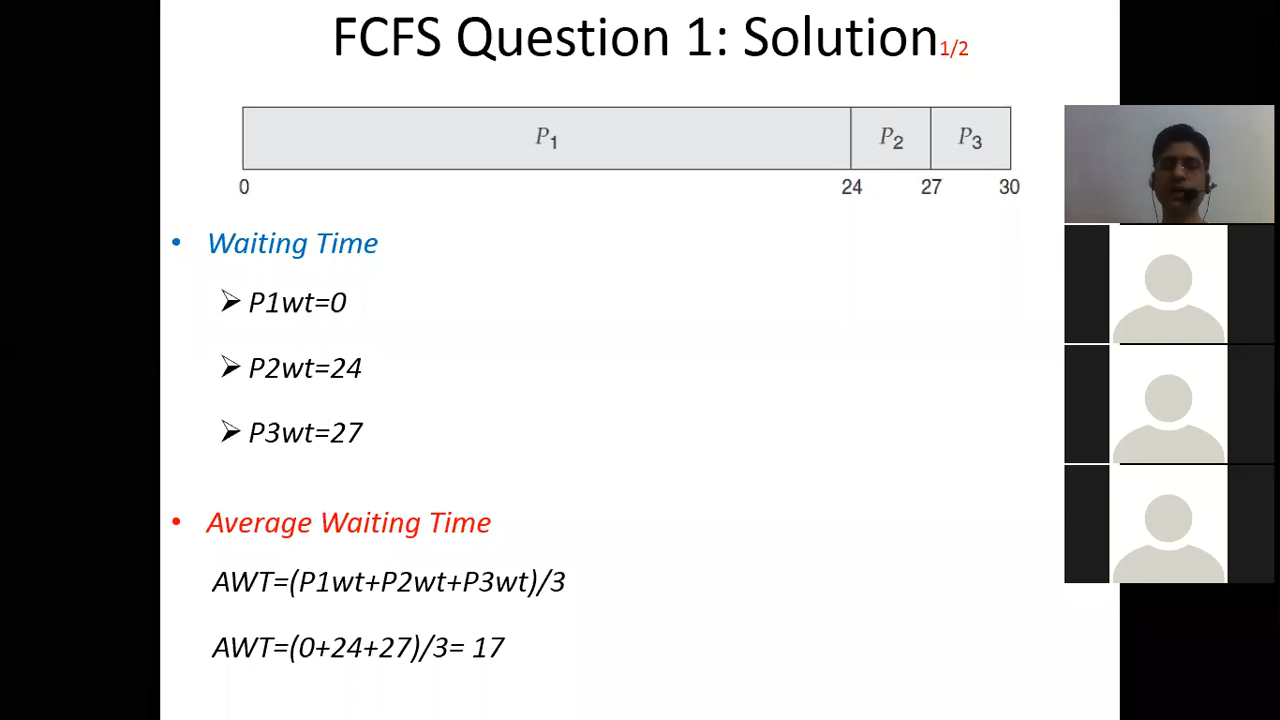 FCFS Question 1: Solution1/2
P1 P2 P3
0 24 27 30
• Waiting Time
➢ P1wt=0
➢ P2wt=24
➢ P3wt=27
• Average Waiting Time
AWT=(P1wt+P2wt+P3wt)/3
AWT=(0+24+27)/3= 17